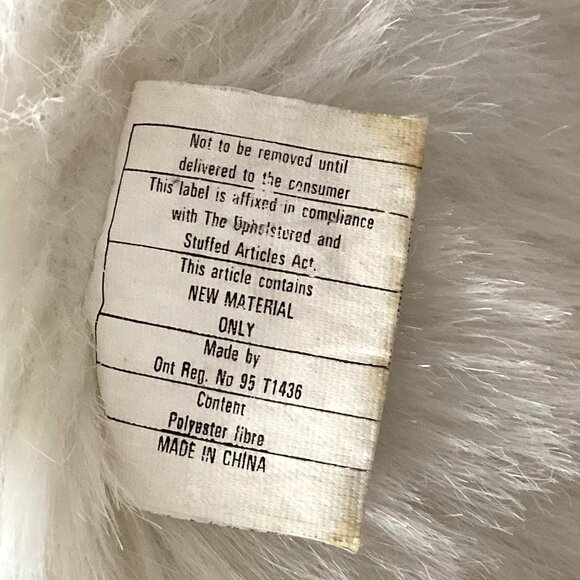 Not to be removed until
delivered to the consumer
This label is affixed in compliance
with The Upholstured and
Stuffed Articles Act.
This article contains
NEW MATERIAL
ONLY
Made by
Ont Reg. No 95 T1436
Content
Polyester fibre
MADE IN CHINA